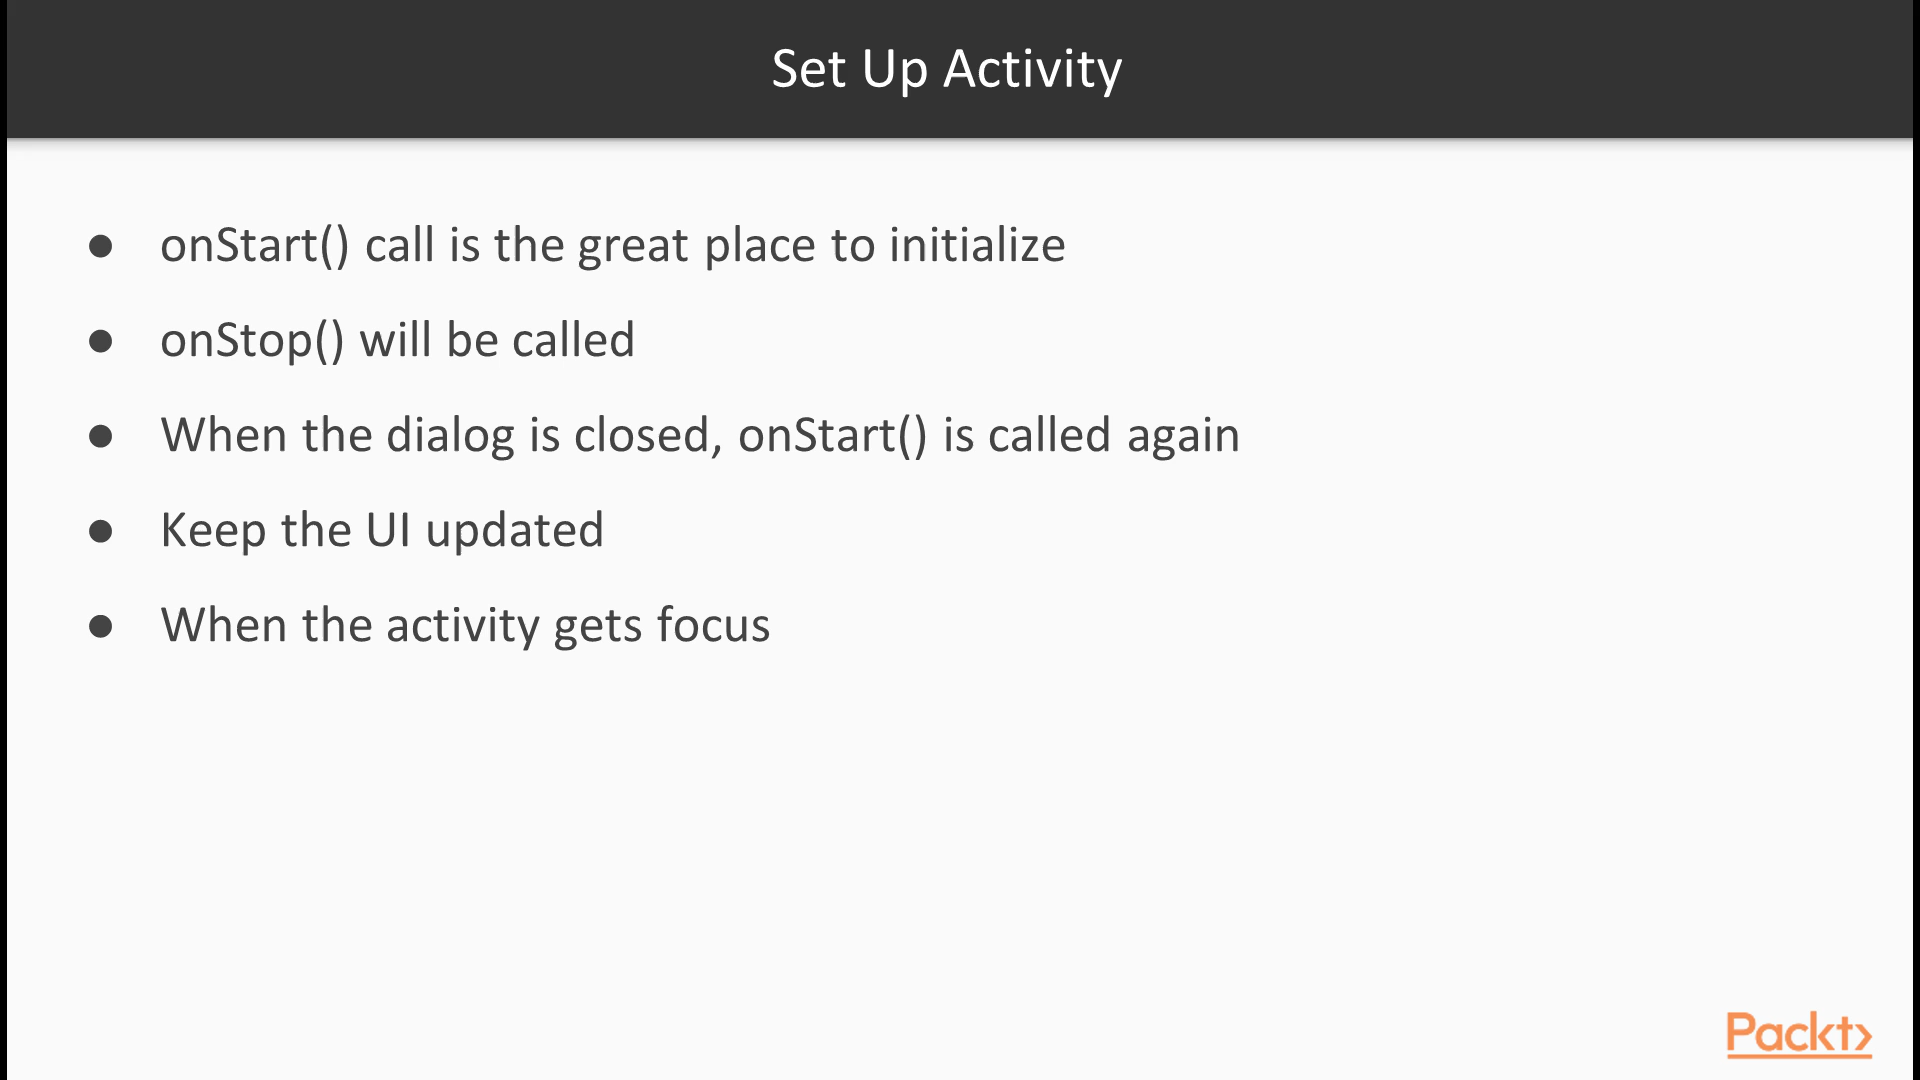 Set Up Activity
● onStart() call is the great place to initialize
● onStop() will be called
● When the dialog is closed, onStart() is called again
● Keep the UI updated
● When the activity gets focus
Packt>